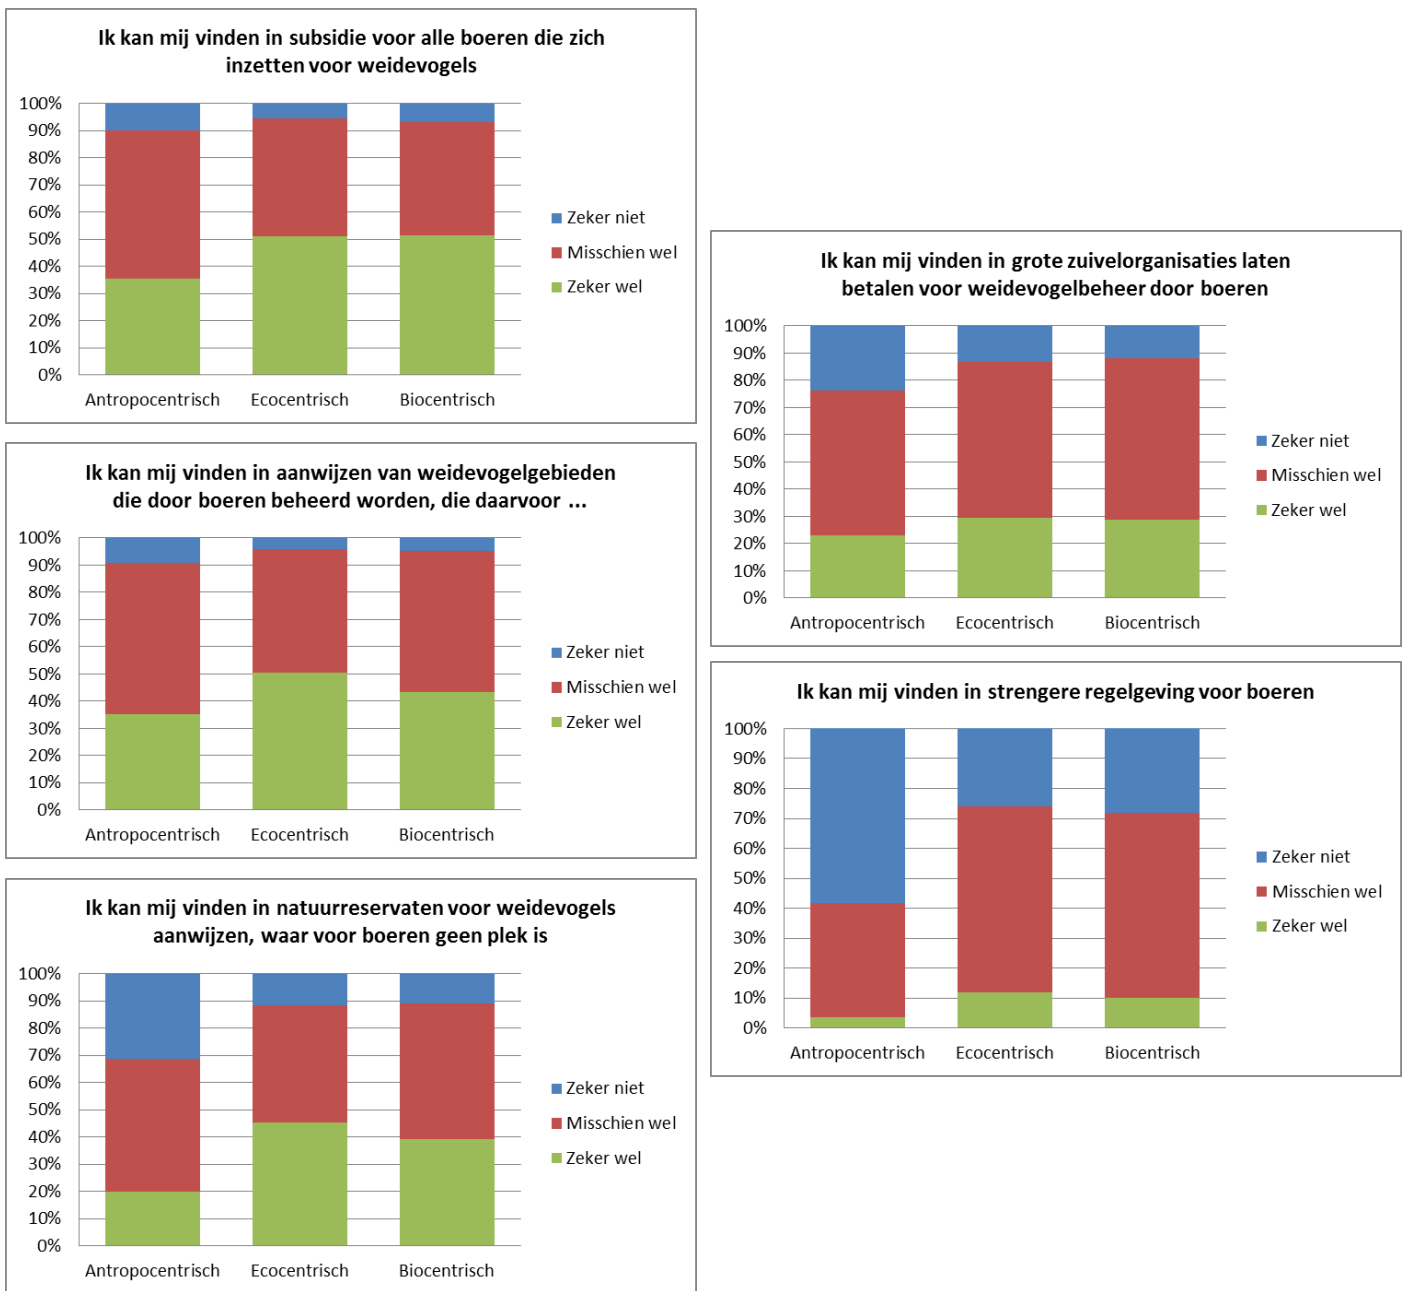 Ik kan mij vinden in subsidie voor alle boeren die zich
inzetten voor weidevogels
100%
90%
80%
70%
60%
50%
40%
30%
20%
10%
0%
Antropocentrisch Ecocentrisch Biocentrisch
Zeker niet
Misschien wel
Zeker wel
Ik kan mij vinden in aanwijzen van weidevogelgebieden
die door boeren beheerd worden, die daarvoor ...
100%
90%
80%
70%
60%
50%
40%
30%
20%
10%
0%
Antropocentrisch Ecocentrisch Biocentrisch
Zeker niet
Misschien wel
Zeker wel
Ik kan mij vinden in natuurreservaten voor weidevogels
aanwijzen, waar voor boeren geen plek is
100%
90%
80%
70%
60%
50%
40%
30%
20%
10%
0%
Antropocentrisch Ecocentrisch Biocentrisch
Zeker niet
Misschien wel
Zeker wel
Ik kan mij vinden in grote zuivelorganisaties laten
betalen voor weidevogelbeheer door boeren
100%
90%
80%
70%
60%
50%
40%
30%
20%
10%
0%
Antropocentrisch Ecocentrisch Biocentrisch
Zeker niet
Misschien wel
Zeker wel
Ik kan mij vinden in strengere regelgeving voor boeren
100%
90%
80%
70%
60%
50%
40%
30%
20%
10%
0%
Antropocentrisch Ecocentrisch Biocentrisch
Zeker niet
Misschien wel
Zeker wel